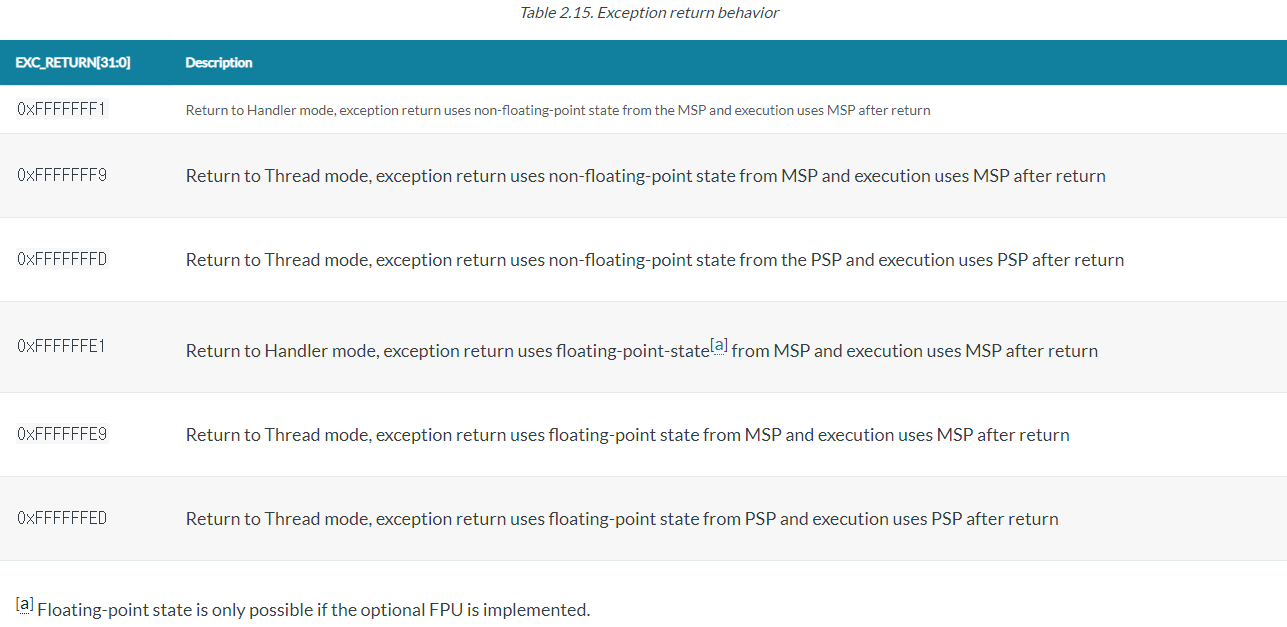 Table 2.15. Exception return behavior
EXC_RETURN[31:0] Description
0xFFFFFFF1 Return to Handler mode, exception return uses non-floating-point state from the MSP and execution uses MSP after return
0xFFFFFFF9 Return to Thread mode, exception return uses non-floating-point state from MSP and execution uses MSP after return
0xFFFFFFFD Return to Thread mode, exception return uses non-floating-point state from the PSP and execution uses PSP after return
0xFFFFFFE1 Return to Handler mode, exception return uses floating-point-state[a] from MSP and execution uses MSP after return
0xFFFFFFE9 Return to Thread mode, exception return uses floating-point state from MSP and execution uses MSP after return
0xFFFFFFED Return to Thread mode, exception return uses floating-point state from PSP and execution uses PSP after return
[a] Floating-point state is only possible if the optional FPU is implemented.